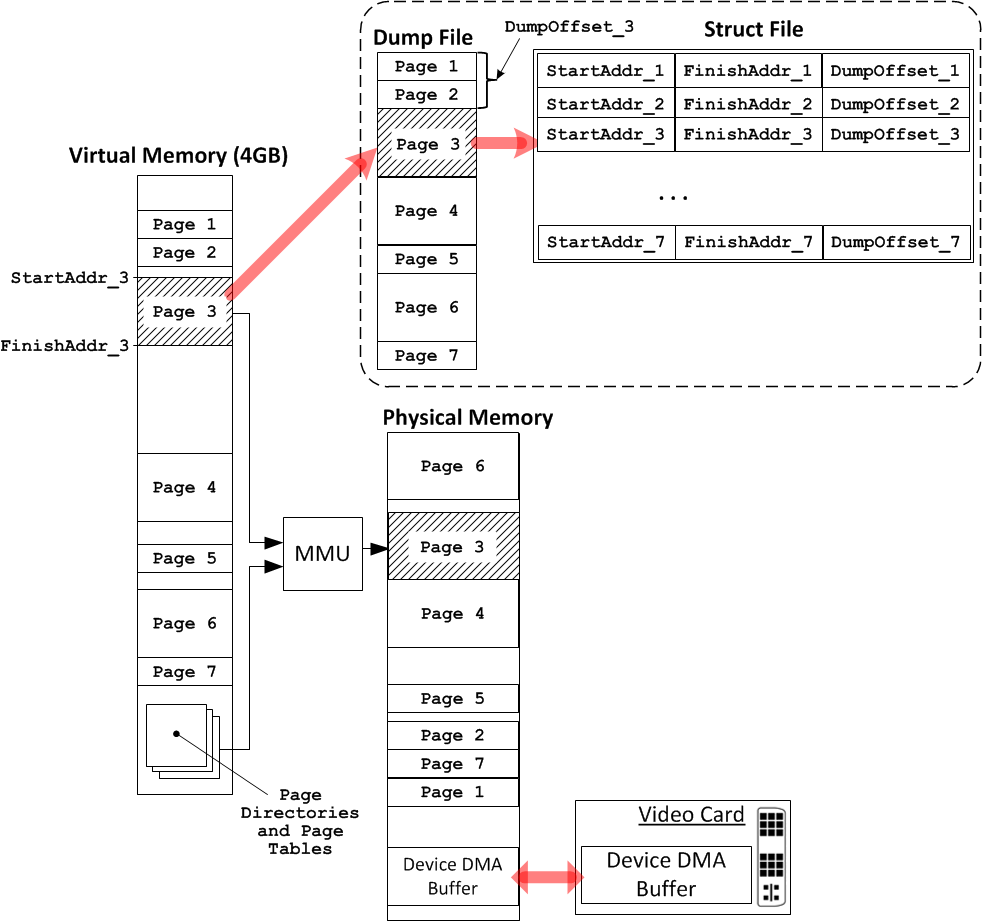 DumpOffset_3
Dump File
Struct File
Page 1
Page 2
Page 3
Page 4
Page 5
Page 6
Page 7
StartAddr_1 FinishAddr_1 DumpOffset_1
StartAddr_2 FinishAddr_2 DumpOffset_2
StartAddr_3 FinishAddr_3 DumpOffset_3
...
StartAddr_7 FinishAddr_7 DumpOffset_7
Virtual Memory (4GB)
Page 1
Page 2
StartAddr_3
Page 3
FinishAddr_3
Page 4
Page 5
Page 6
Page 7
Page
Directories
and Page
Tables
MMU
Physical Memory
Page 6
Page 3
Page 4
Page 5
Page 2
Page 7
Page 1
Device DMA
Buffer
Video Card
Device DMA
Buffer